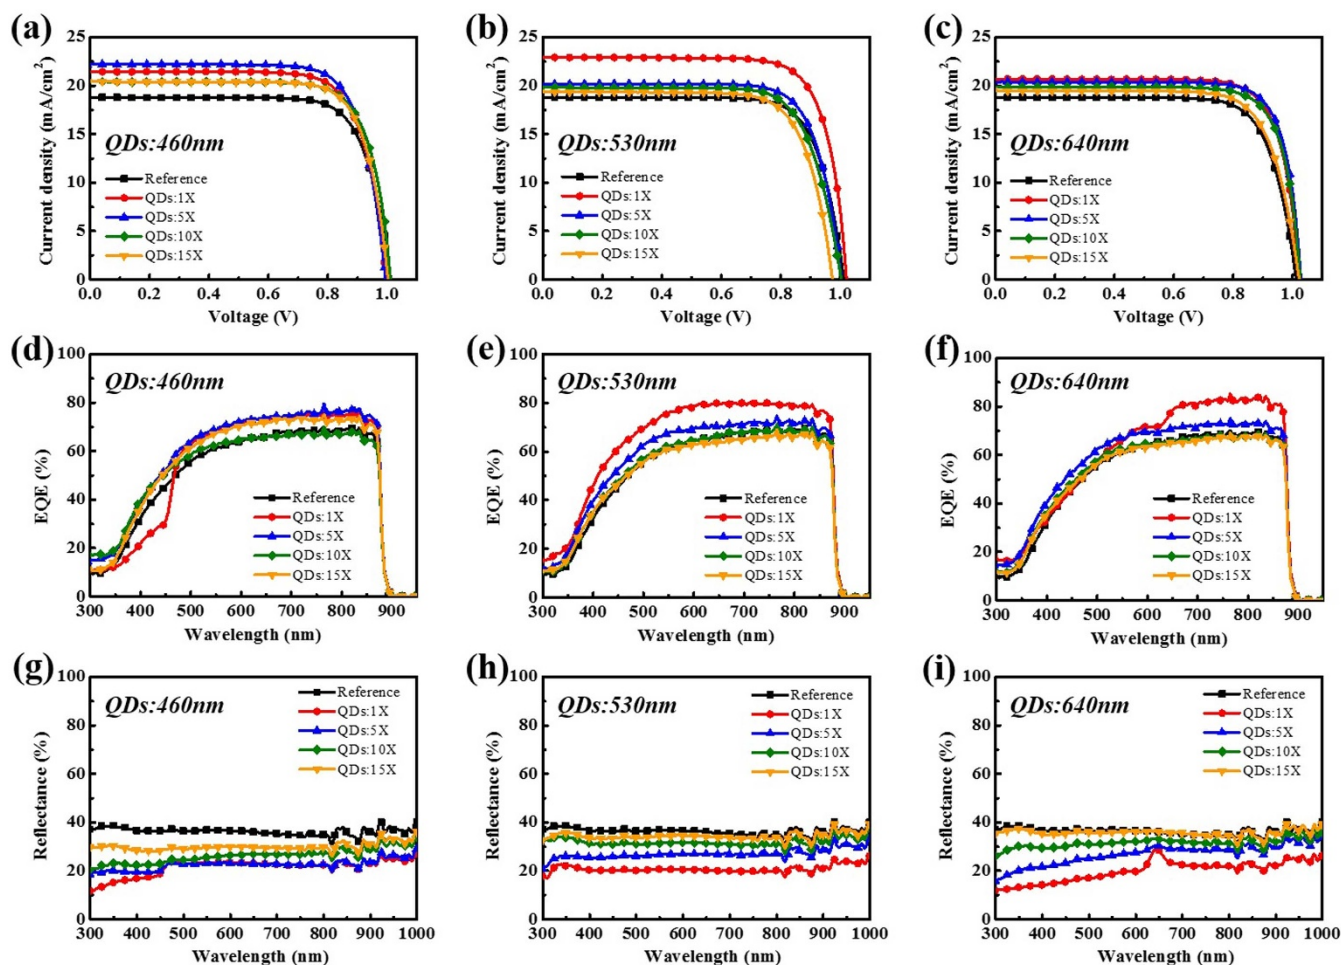 (a)
25
20
15
10
5
0
Current density (mA/cm²)
QDs:460nm
Reference
QDs:1X
QDs:5X
QDs:10X
QDs:15X
0.0 0.2 0.4 0.6 0.8 1.0
Voltage (V)
(b)
25
20
15
10
5
0
Current density (mA/cm²)
QDs:530nm
Reference
QDs:1X
QDs:5X
QDs:10X
QDs:15X
0.0 0.2 0.4 0.6 0.8 1.0
Voltage (V)
(c)
25
20
15
10
5
0
Current density (mA/cm²)
QDs:640nm
Reference
QDs:1X
QDs:5X
QDs:10X
QDs:15X
0.0 0.2 0.4 0.6 0.8 1.0
Voltage (V)
(d)
100
80
60
40
20
0
EQE (%)
QDs:460nm
Reference
QDs:1X
QDs:5X
QDs:10X
QDs:15X
300 400 500 600 700 800 900
Wavelength (nm)
(e)
100
80
60
40
20
0
EQE (%)
QDs:530nm
Reference
QDs:1X
QDs:5X
QDs:10X
QDs:15X
300 400 500 600 700 800 900
Wavelength (nm)
(f)
100
80
60
40
20
0
EQE (%)
QDs:640nm
Reference
QDs:1X
QDs:5X
QDs:10X
QDs:15X
300 400 500 600 700 800 900
Wavelength (nm)
(g)
100
80
60
40
20
0
Reflectance (%)
QDs:460nm
Reference
QDs:1X
QDs:5X
QDs:10X
QDs:15X
300 400 500 600 700 800 900 1000
Wavelength (nm)
(h)
100
80
60
40
20
0
Reflectance (%)
QDs:530nm
Reference
QDs:1X
QDs:5X
QDs:10X
QDs:15X
300 400 500 600 700 800 900 1000
Wavelength (nm)
(i)
100
80
60
40
20
0
Reflectance (%)
QDs:640nm
Reference
QDs:1X
QDs:5X
QDs:10X
QDs:15X
300 400 500 600 700 800 900 1000
Wavelength (nm)